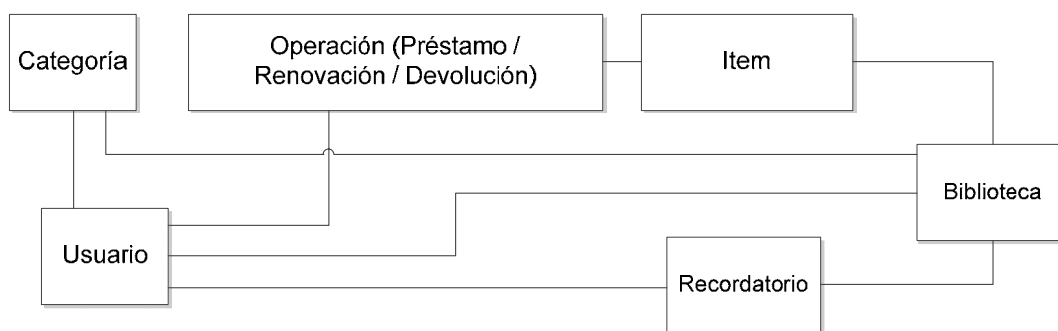 Categoría
Operación (Préstamo /
Renovación / Devolución)
Item
Biblioteca
Usuario
Recordatorio